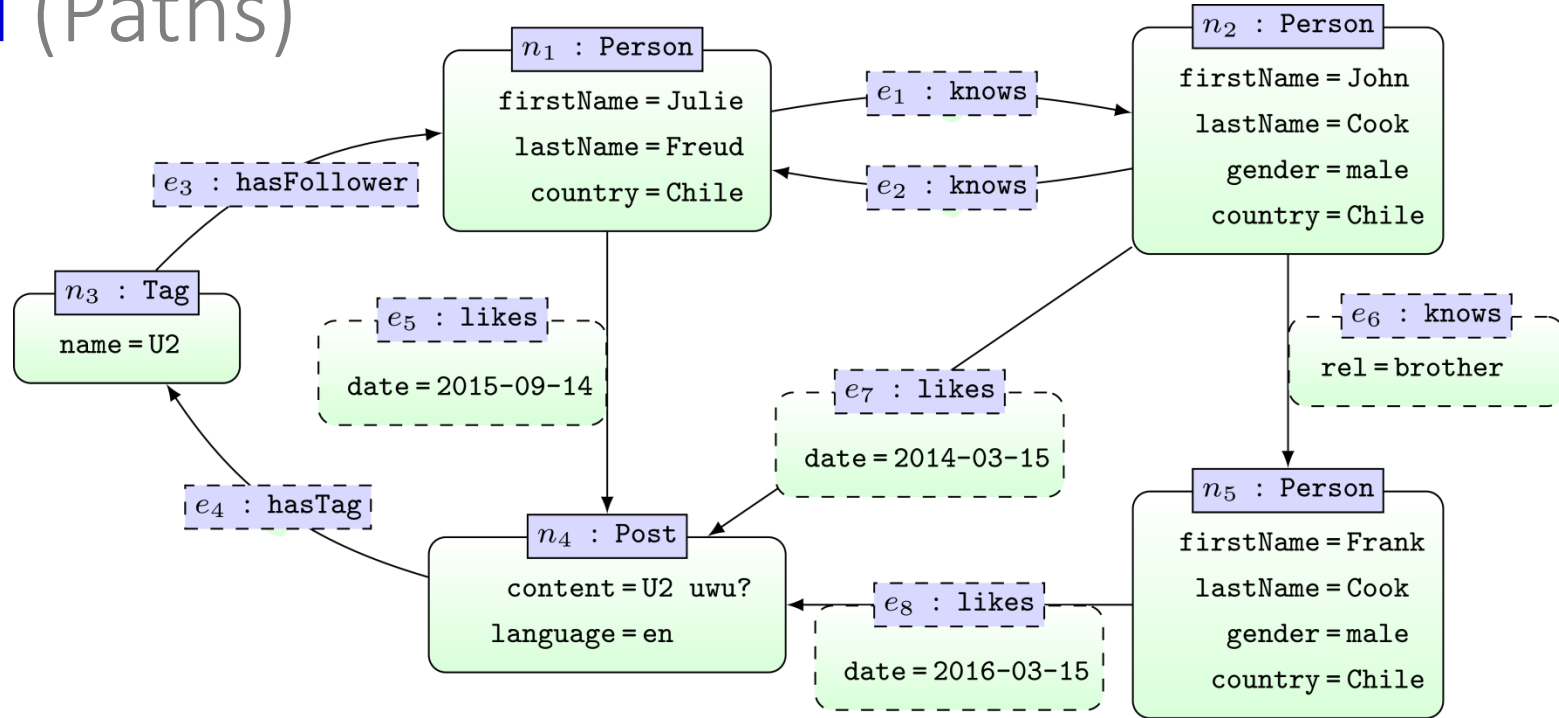 (Paths)
n₁ : Person
firstName = Julie
lastName = Freud
country = Chile
e₁ : knows
e₂ : knows
n₂ : Person
firstName = John
lastName = Cook
gender = male
country = Chile
e₃ : hasFollower
n₃ : Tag
name = U2
e₅ : likes
date = 2015-09-14
e₇ : likes
date = 2014-03-15
e₆ : knows
rel = brother
e₄ : hasTag
n₄ : Post
content = U2 uwu?
language = en
e₈ : likes
date = 2016-03-15
n₅ : Person
firstName = Frank
lastName = Cook
gender = male
country = Chile